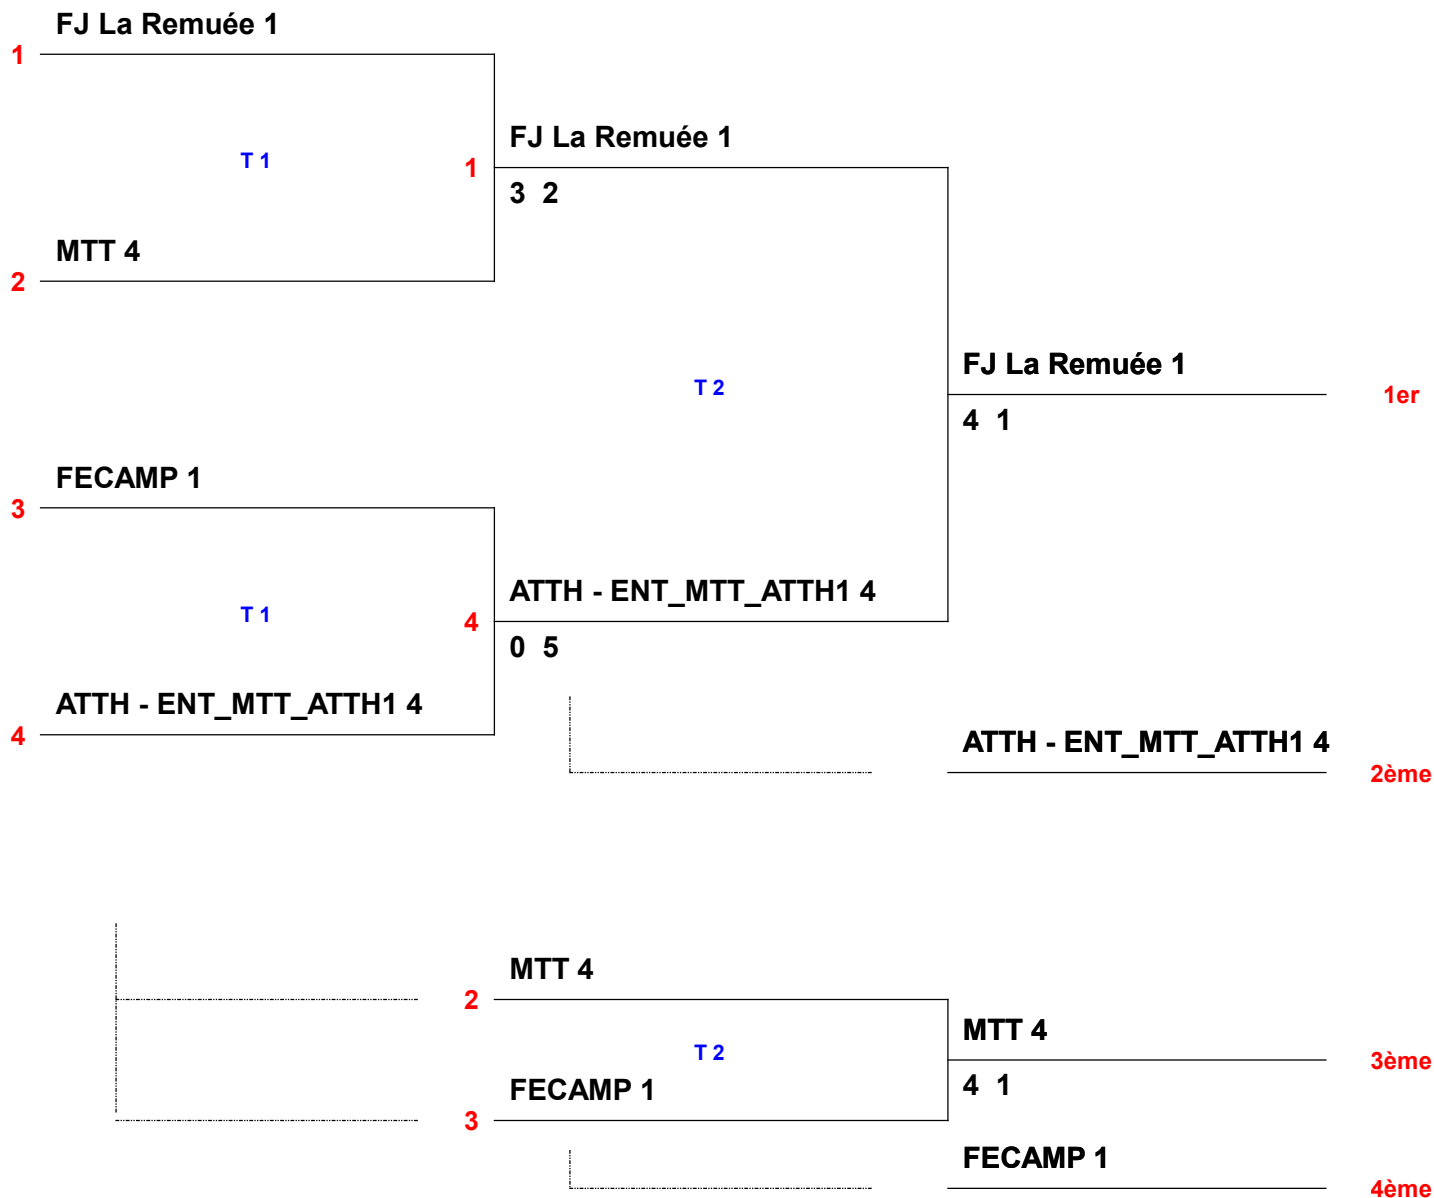 FJ La Remuée 1
1
FJ La Remuée 1
T 1
1
3 2
MTT 4
2
FJ La Remuée 1
T 2
1er
4 1
FECAMP 1
3
ATTH - ENT_MTT_ATTH1 4
T 1
4
0 5
ATTH - ENT_MTT_ATTH1 4
4
ATTH - ENT_MTT_ATTH1 4
2ème
MTT 4
2
MTT 4
T 2
3ème
4 1
FECAMP 1
3
FECAMP 1
4ème